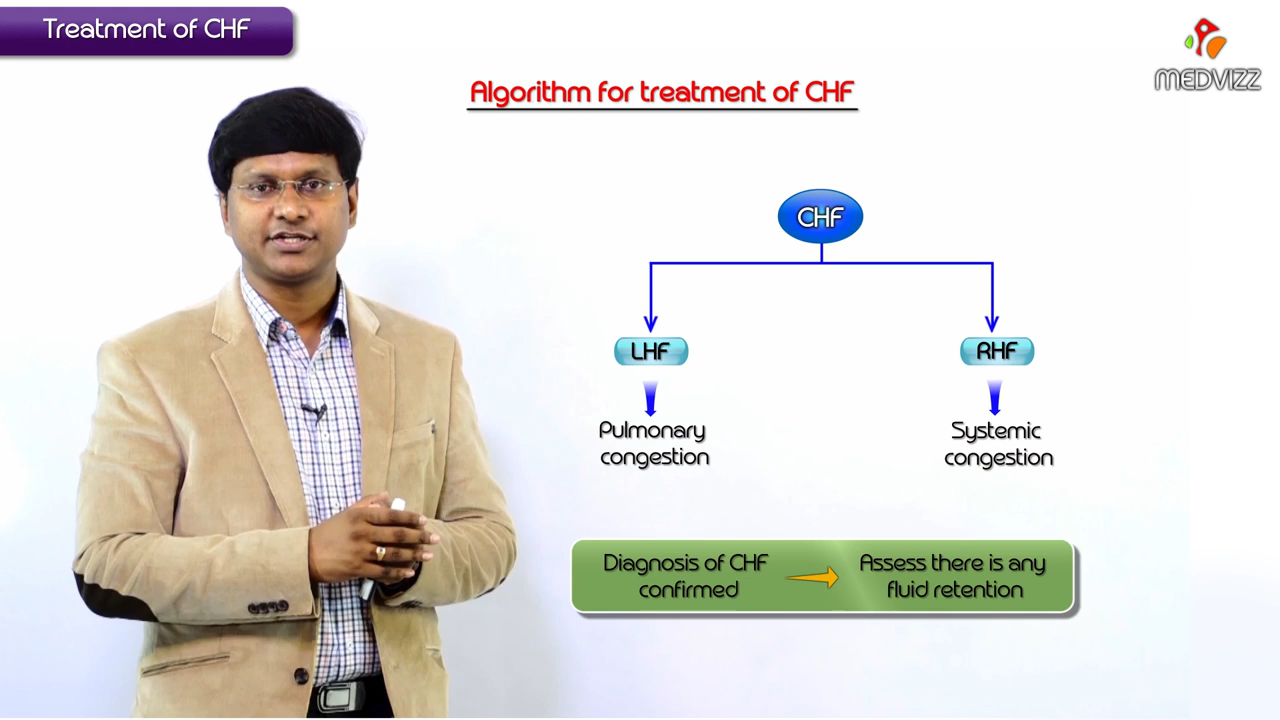 Treatment of CHF
MEDVIZZ
Algorithm for treatment of CHF
CHF
LHF
RHF
Pulmonary
congestion
Systemic
congestion
Diagnosis of CHF
confirmed
Assess there is any
fluid retention